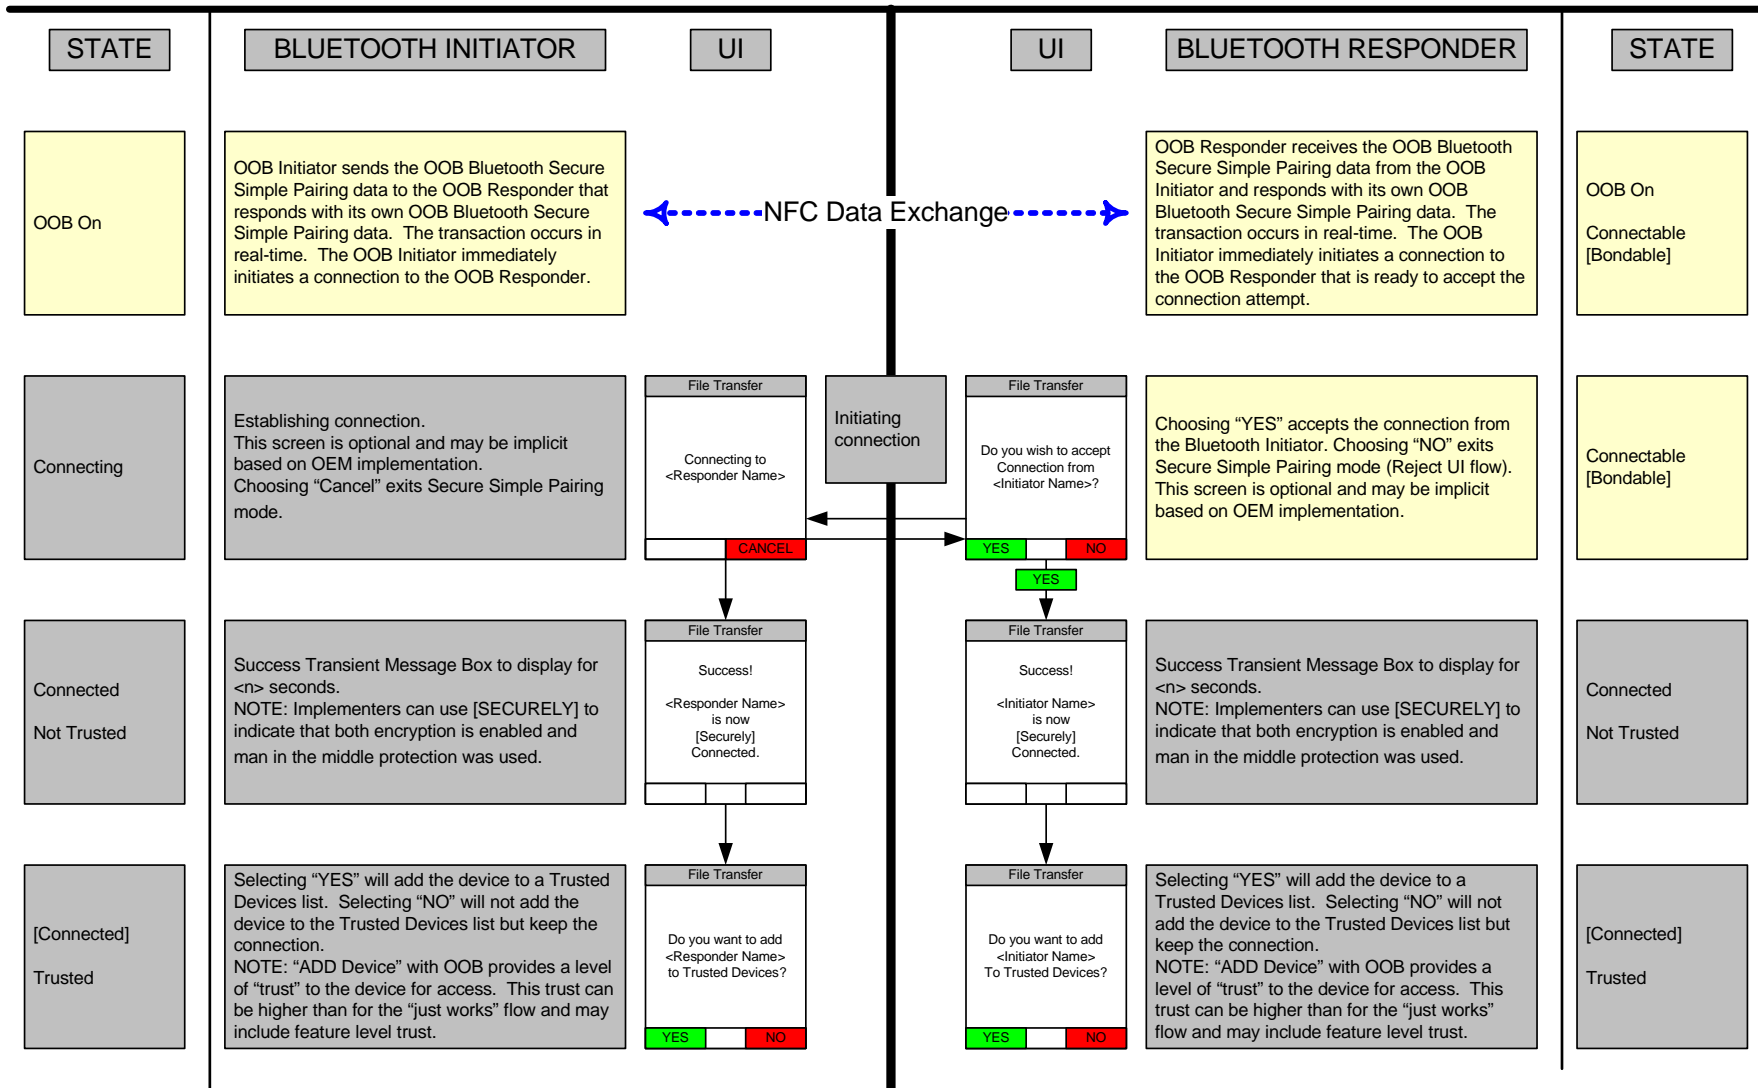 STATE
BLUETOOTH INITIATOR
UI
UI
BLUETOOTH RESPONDER
STATE
OOB On
OOB Initiator sends the OOB Bluetooth Secure
Simple Pairing data to the OOB Responder that
responds with its own OOB Bluetooth Secure
Simple Pairing data. The transaction occurs in
real-time. The OOB Initiator immediately
initiates a connection to the OOB Responder.
NFC Data Exchange
OOB Responder receives the OOB Bluetooth
Secure Simple Pairing data from the OOB
Initiator and responds with its own OOB
Bluetooth Secure Simple Pairing data. The
transaction occurs in real-time. The OOB
Initiator immediately initiates a connection to
the OOB Responder that is ready to accept the
connection attempt.
OOB On
Connectable
[Bondable]
Connecting
Establishing connection.
This screen is optional and may be implicit
based on OEM implementation.
Choosing “Cancel” exits Secure Simple Pairing
mode.
File Transfer
Connecting to
<Responder Name>
CANCEL
Initiating
connection
File Transfer
Do you wish to accept
Connection from
<Initiator Name>?
YES
NO
YES
Choosing “YES” accepts the connection from
the Bluetooth Initiator. Choosing “NO” exits
Secure Simple Pairing mode (Reject UI flow).
This screen is optional and may be implicit
based on OEM implementation.
Connectable
[Bondable]
Connected
Not Trusted
Success Transient Message Box to display for
<n> seconds.
NOTE: Implementers can use [SECURELY] to
indicate that both encryption is enabled and
man in the middle protection was used.
File Transfer
Success!
<Responder Name>
is now
[Securely]
Connected.
File Transfer
Success!
<Initiator Name>
is now
[Securely]
Connected.
Success Transient Message Box to display for
<n> seconds.
NOTE: Implementers can use [SECURELY] to
indicate that both encryption is enabled and
man in the middle protection was used.
Connected
Not Trusted
[Connected]
Trusted
Selecting “YES” will add the device to a Trusted
Devices list. Selecting “NO” will not add the
device to the Trusted Devices list but keep the
connection.
NOTE: “ADD Device” with OOB provides a level
of “trust” to the device for access. This trust can
be higher than for the “just works” flow and may
include feature level trust.
File Transfer
Do you want to add
<Responder Name>
to Trusted Devices?
YES
NO
File Transfer
Do you want to add
<Initiator Name>
To Trusted Devices?
YES
NO
Selecting “YES” will add the device to a
Trusted Devices list. Selecting “NO” will not
add the device to the Trusted Devices list but
keep the connection.
NOTE: “ADD Device” with OOB provides a
level of “trust” to the device for access. This
trust can be higher than for the “just works”
flow and may include feature level trust.
[Connected]
Trusted